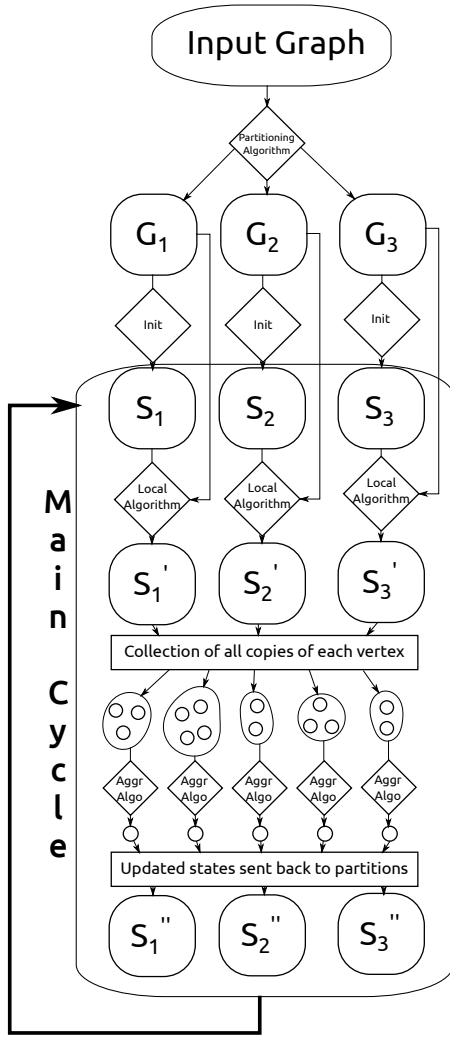 Input Graph
Partitioning
Algorithm
G1
G2
G3
Init
Init
Init
S1
S2
S3
Local
Algorithm
Local
Algorithm
Local
Algorithm
Main Cycle
S1'
S2'
S3'
Collection of all copies of each vertex
Aggr
Algo
Aggr
Algo
Aggr
Algo
Aggr
Algo
Aggr
Algo
Updated states sent back to partitions
S1''
S2''
S3''